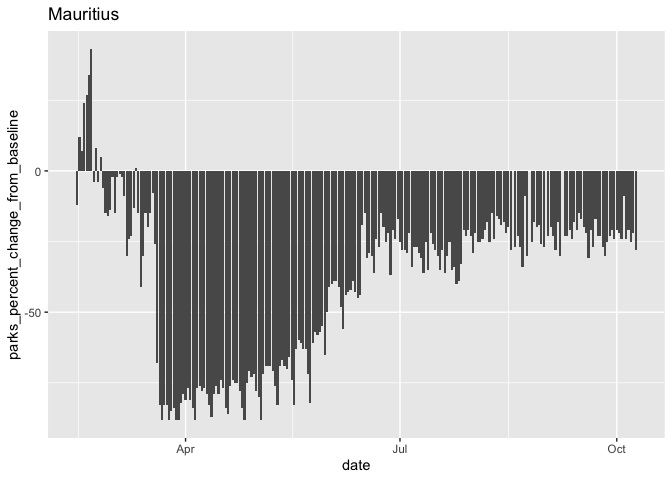 Mauritius
parks_percent_change_from_baseline
0
-50
Apr
Jul
Oct
date